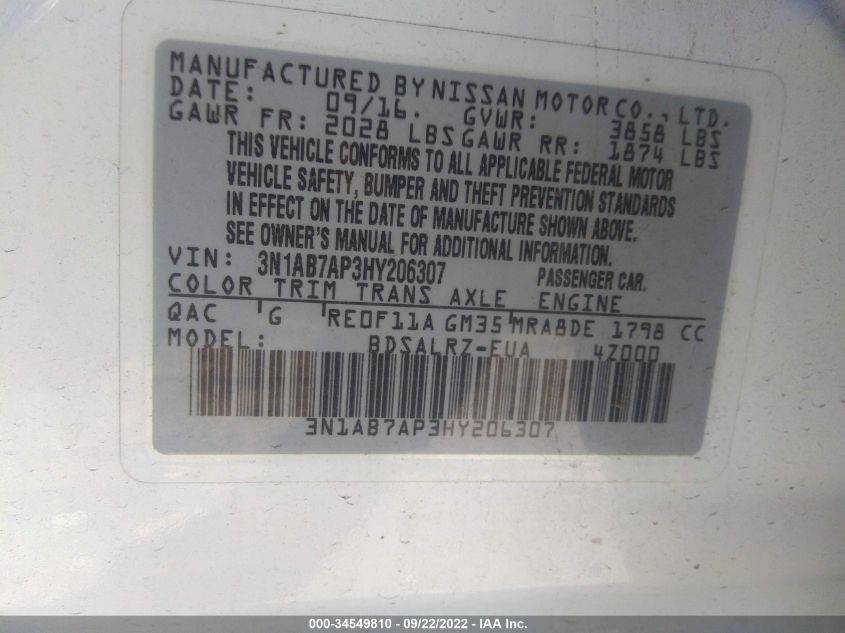 MANUFACTURED BY NISSAN MOTOR CO., LTD.
DATE: 09/16. GVWR: 3858 LBS
GAWR FR: 2028 LBS GAWR RR: 1874 LBS
THIS VEHICLE CONFORMS TO ALL APPLICABLE FEDERAL MOTOR
VEHICLE SAFETY, BUMPER AND THEFT PREVENTION STANDARDS
IN EFFECT ON THE DATE OF MANUFACTURE SHOWN ABOVE.
SEE OWNER'S MANUAL FOR ADDITIONAL INFORMATION.
VIN: 3N1AB7AP3HY206307 PASSENGER CAR.
COLOR TRIM TRANS AXLE ENGINE
QAC G RE0F11A GM35 MRA8DE 1798 CC
MODEL: BDSALRZ-EUA 4Z000
3N1AB7AP3HY206307
000-34549810 - 09/22/2022 - IAA Inc.